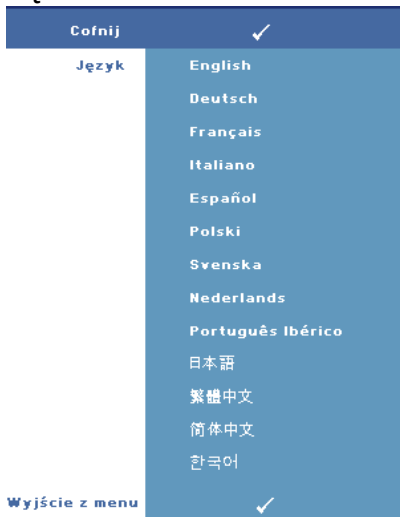 Cofnij ✓
Język English
Deutsch
Français
Italiano
Español
Polski
Svenska
Nederlands
Português Ibérico
日本語
繁體中文
简体中文
한국어
Wyjście z menu ✓